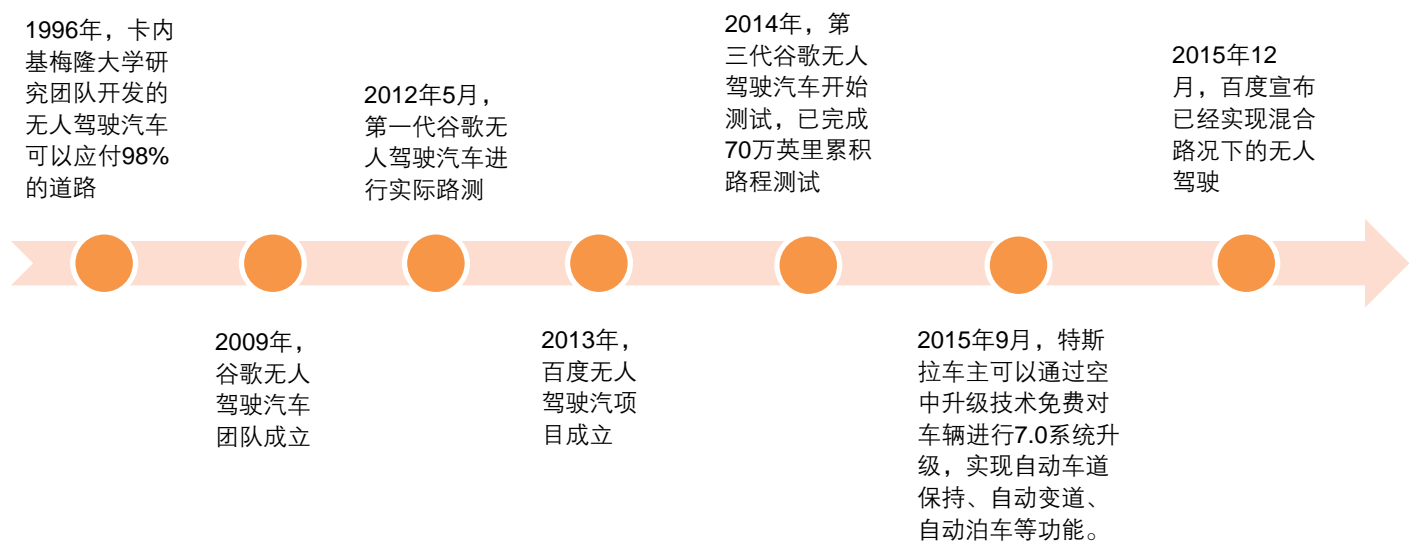 1996年，卡内
基梅隆大学研
究团队开发的
无人驾驶汽车
可以应付98%
的道路
2009年，
谷歌无人
驾驶汽车
团队成立
2012年5月，
第一代谷歌无
人驾驶汽车进
行实际路测
2013年，
百度无人
驾驶汽项
目成立
2014年，第
三代谷歌无人
驾驶汽车开始
测试，已完成
70万英里累积
路程测试
2015年9月，特斯
拉车主可以通过空
中升级技术免费对
车辆进行7.0系统升
级，实现自动车道
保持、自动变道、
自动泊车等功能。
2015年12
月，百度宣布
已经实现混合
路况下的无人
驾驶